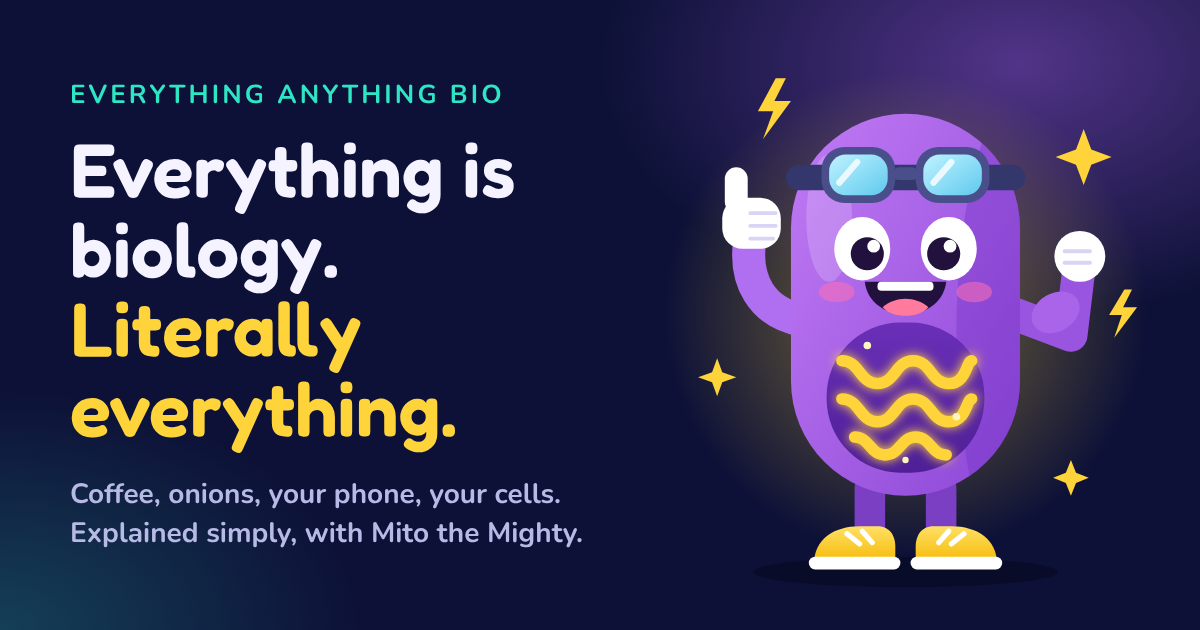 EVERYTHING ANYTHING BIO
Everything is
biology.
Literally
everything.
Coffee, onions, your phone, your cells.
Explained simply, with Mito the Mighty.